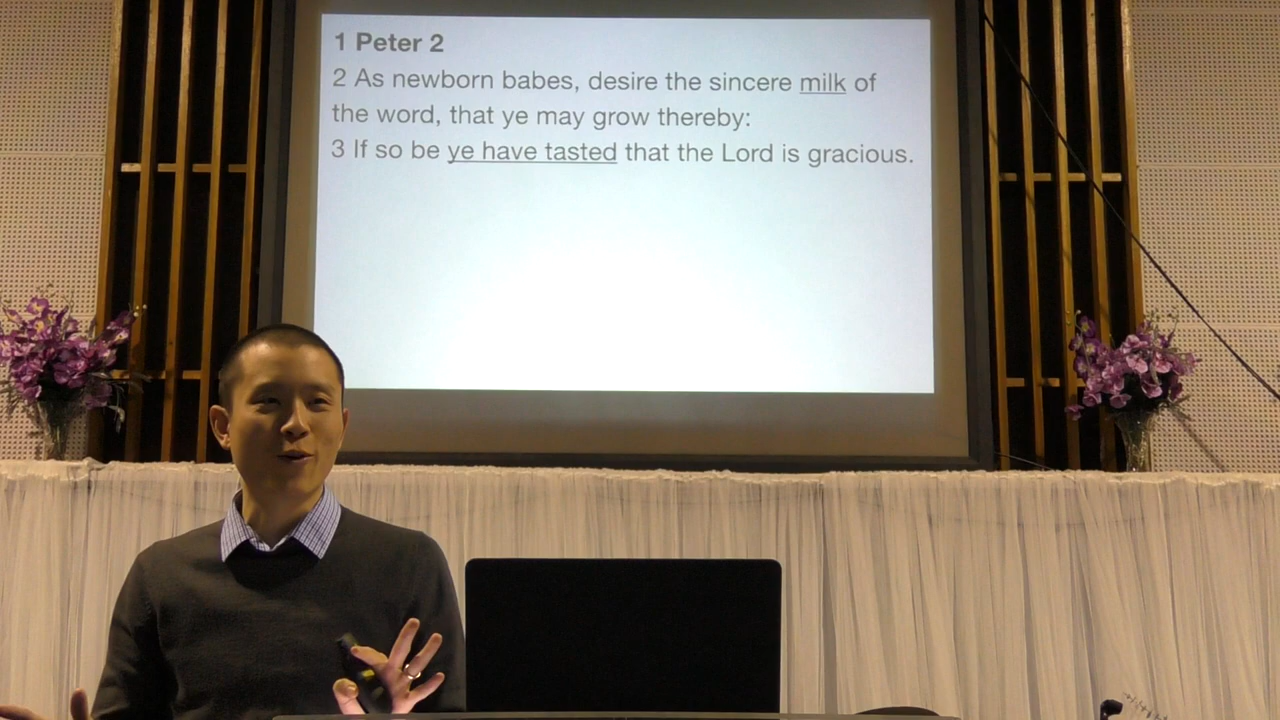 1 Peter 2
2 As newborn babes, desire the sincere milk of
the word, that ye may grow thereby:
3 If so be ye have tasted that the Lord is gracious.